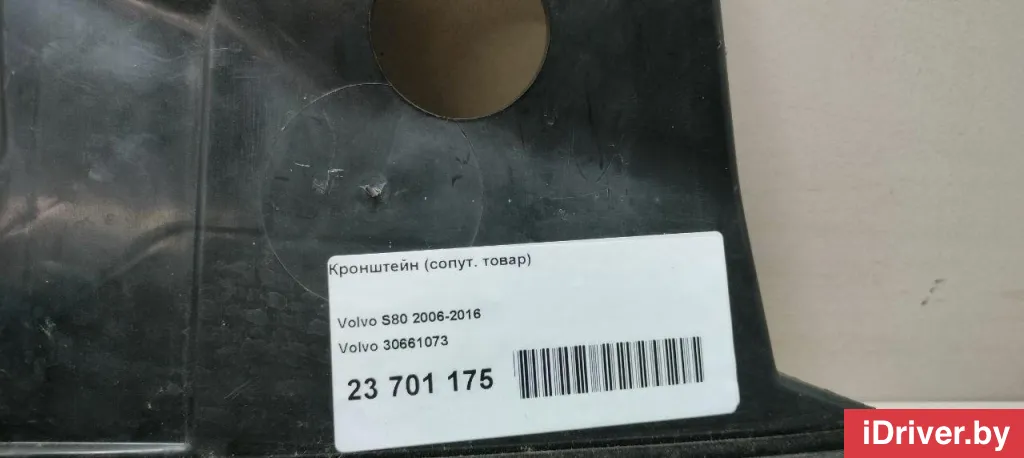 Кронштейн (сопут. товар)
Volvo S80 2006-2016
Volvo 30661073
23 701 175
iDriver.by